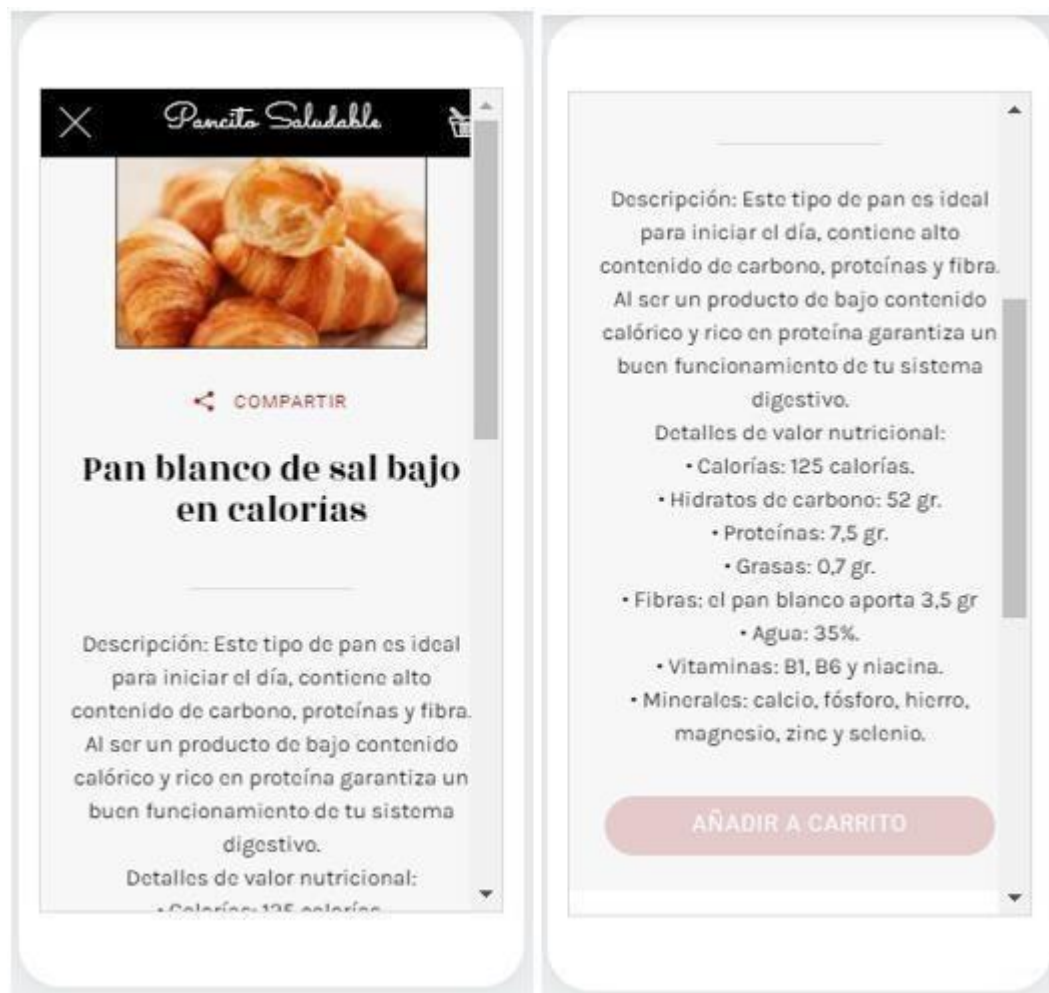 Pancito Saludable
COMPARTIR
Pan blanco de sal bajo
en calorías
Descripción: Este tipo de pan es ideal
para iniciar el día, contiene alto
contenido de carbono, proteínas y fibra.
Al ser un producto de bajo contenido
calórico y rico en proteína garantiza un
buen funcionamiento de tu sistema
digestivo.
Detalles de valor nutricional:
• Calorías: 125 calorías.
Descripción: Este tipo de pan es ideal
para iniciar el día, contiene alto
contenido de carbono, proteínas y fibra.
Al ser un producto de bajo contenido
calórico y rico en proteína garantiza un
buen funcionamiento de tu sistema
digestivo.
Detalles de valor nutricional:
• Calorías: 125 calorías.
• Hidratos de carbono: 52 gr.
• Proteínas: 7,5 gr.
• Grasas: 0,7 gr.
• Fibras: el pan blanco aporta 3,5 gr
• Agua: 35%.
• Vitaminas: B1, B6 y niacina.
• Minerales: calcio, fósforo, hierro,
magnesio, zinc y selenio.
AÑADIR A CARRITO